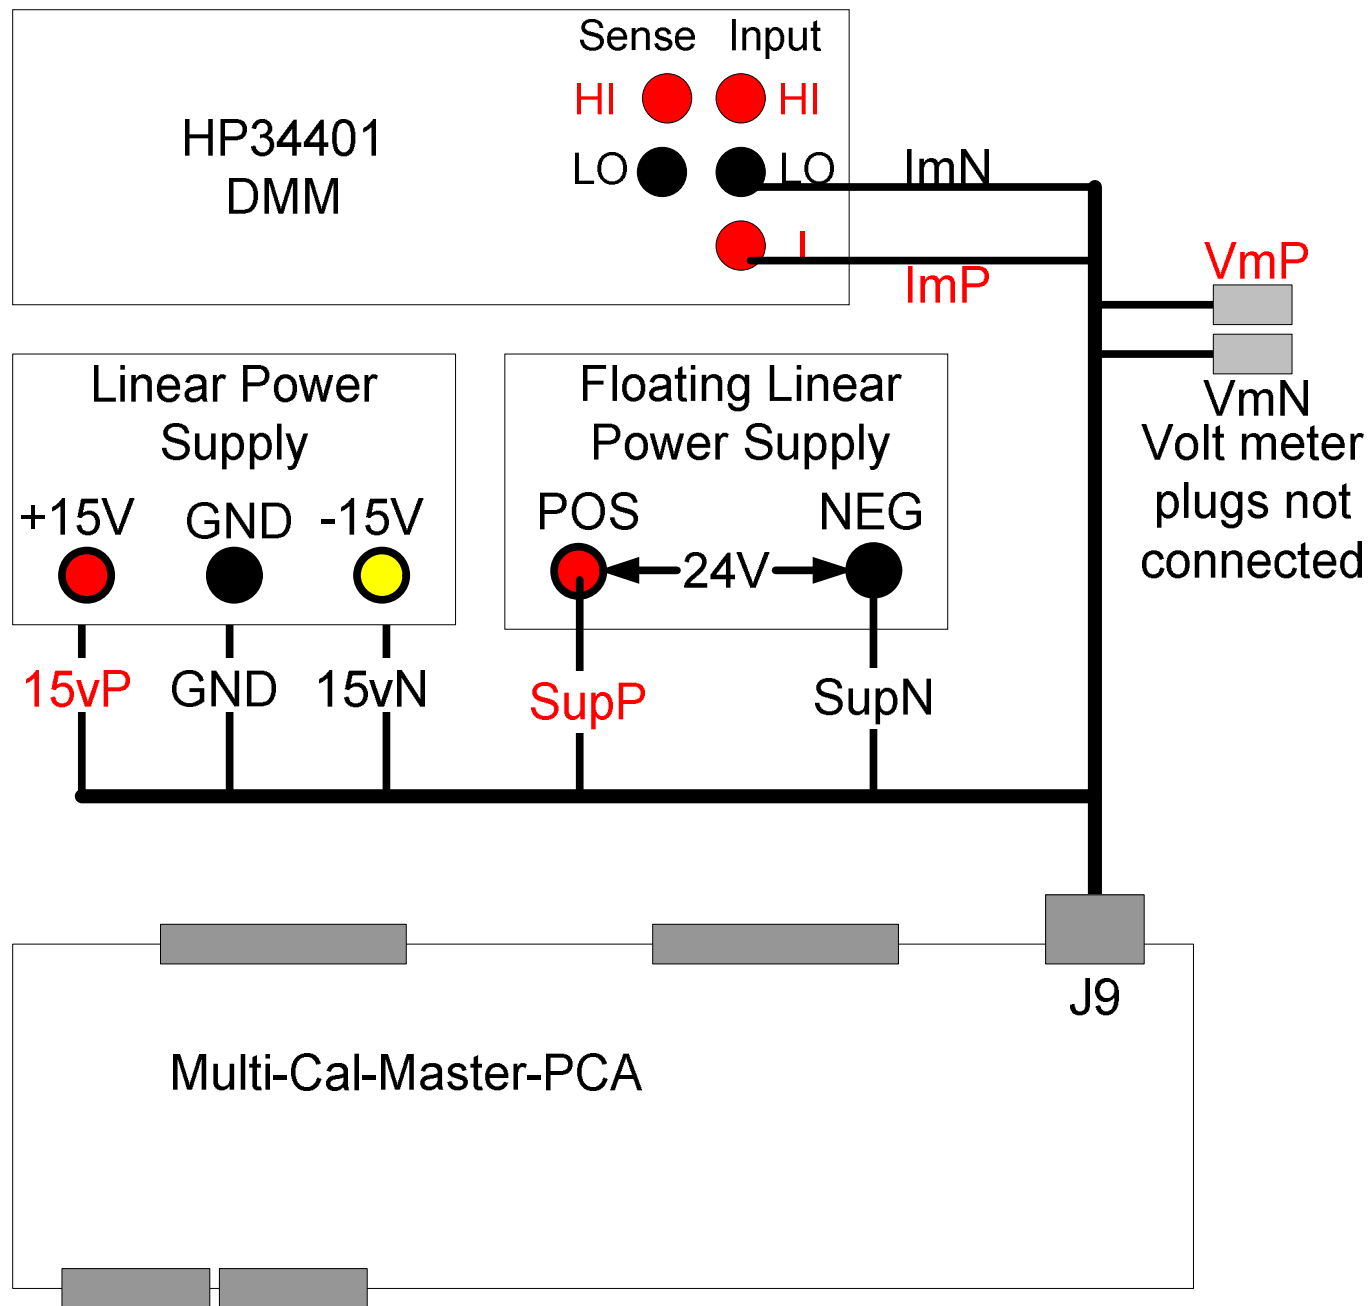 Sense Input
HI HI
HP34401
DMM
LO LO ImN
I
ImP
VmP
VmN
Volt meter
plugs not
connected
Linear Power
Supply
+15V GND -15V
Floating Linear
Power Supply
POS NEG
24V
15vP GND 15vN
SupP SupN
J9
Multi-Cal-Master-PCA